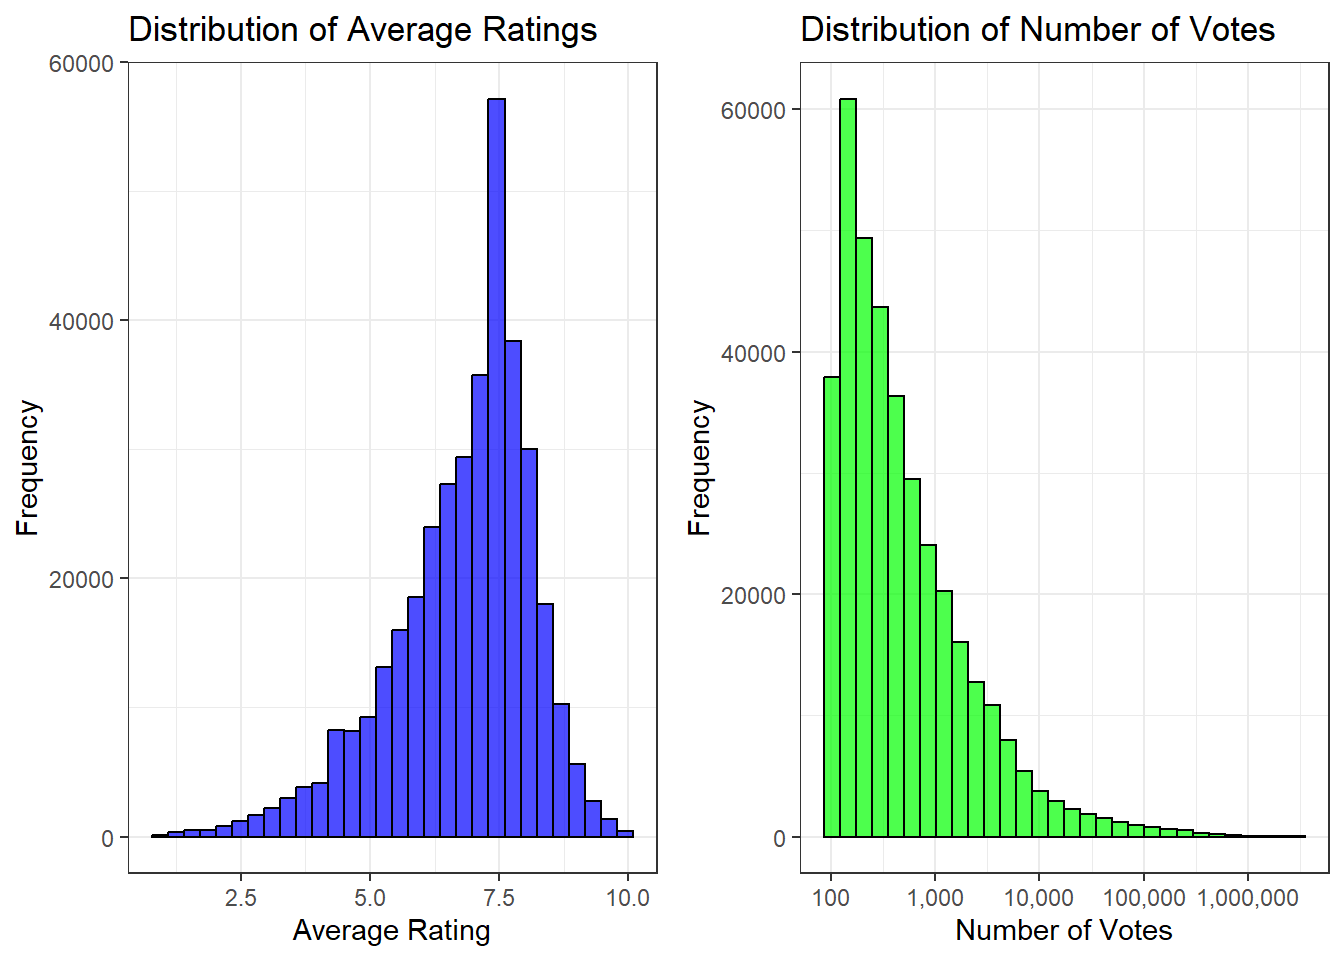 Distribution of Average Ratings
60000
40000
20000
0
Frequency
2.5 5.0 7.5 10.0
Average Rating
Distribution of Number of Votes
60000
40000
20000
0
Frequency
100 1,000 10,000 100,000 1,000,000
Number of Votes